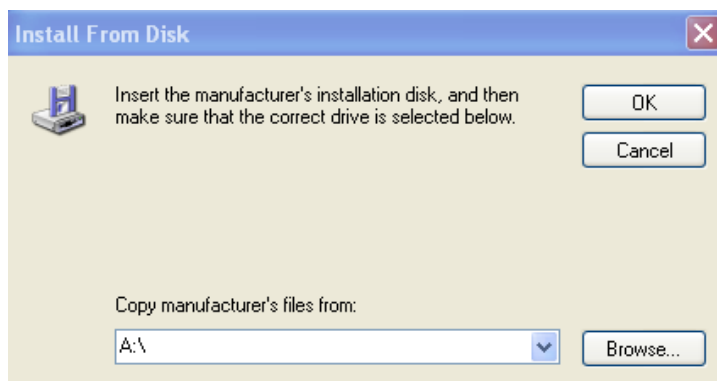 Install From Disk
Insert the manufacturer's installation disk, and then
make sure that the correct drive is selected below.
OK
Cancel
Copy manufacturer's files from:
A:\
Browse...